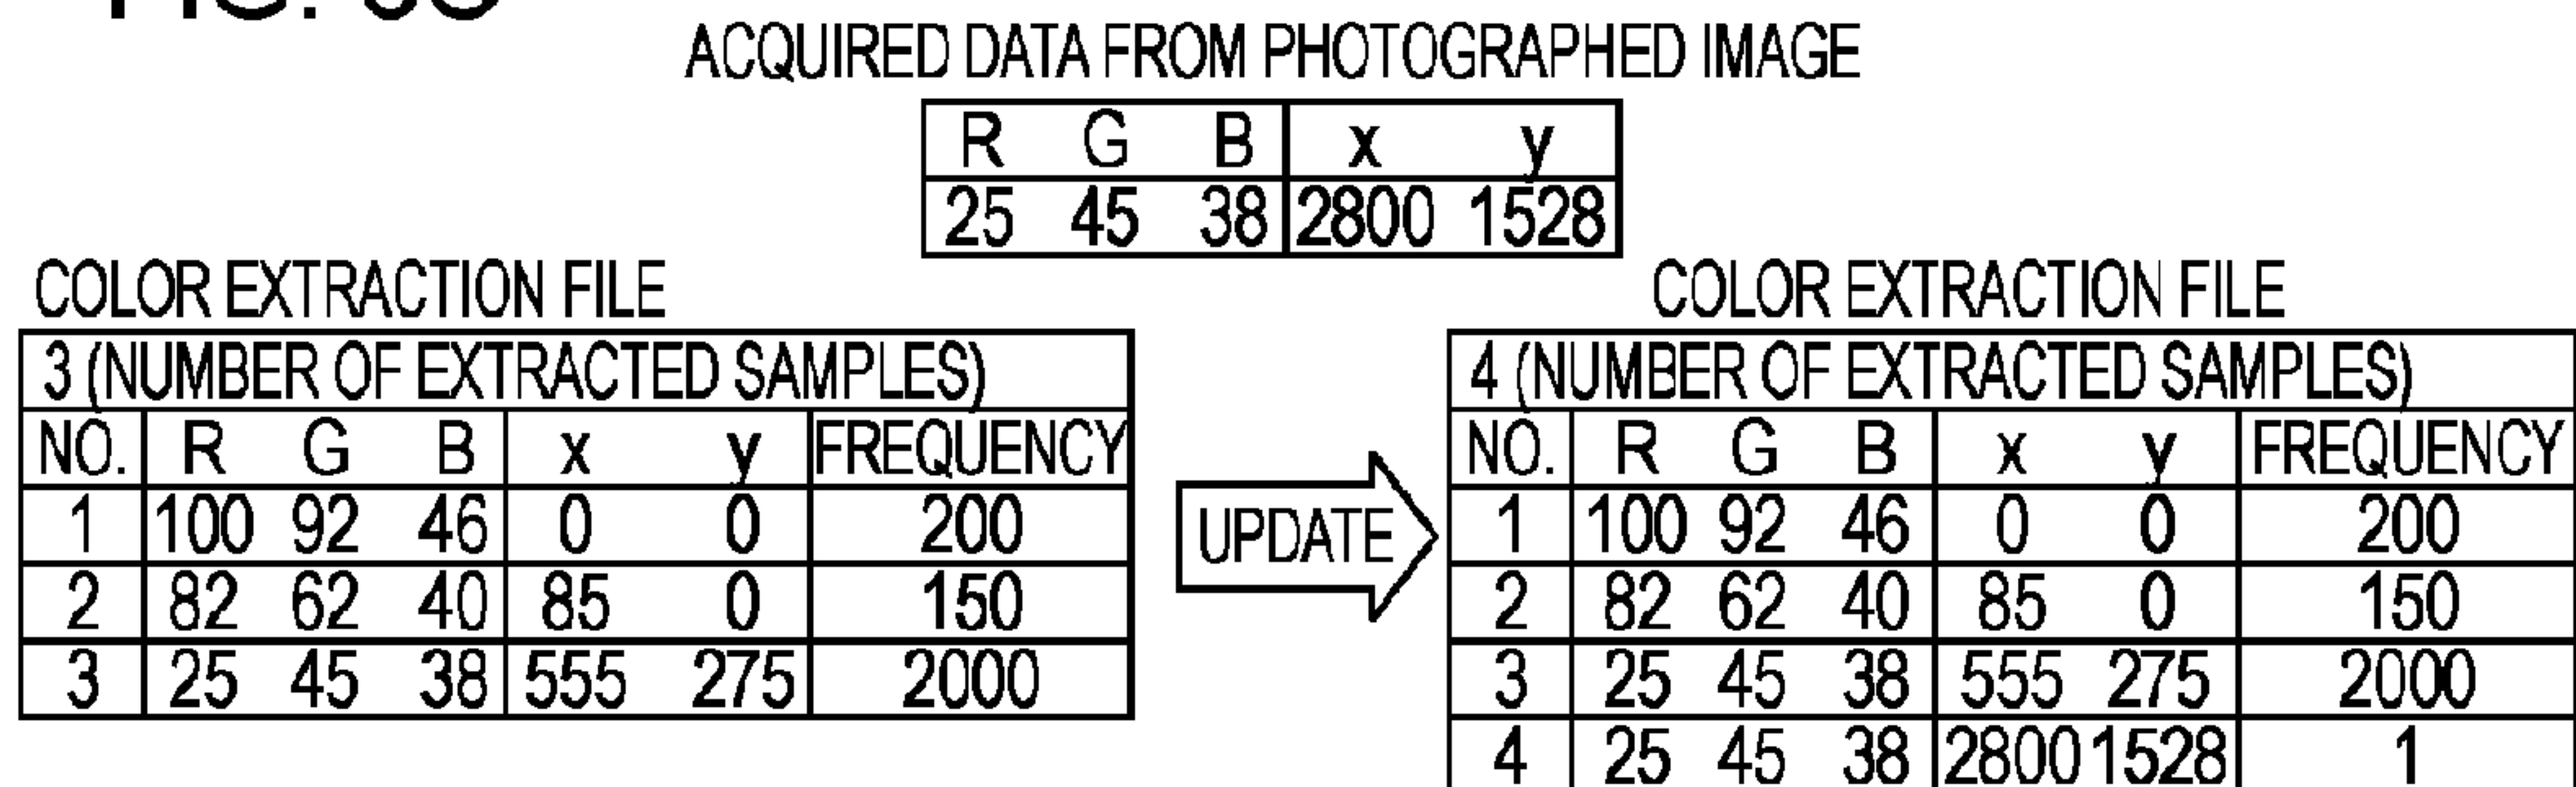 ACQUIRED DATA FROM PHOTOGRAPHED IMAGE
R G B x y
25 45 38 2800 1528
COLOR EXTRACTION FILE
3 (NUMBER OF EXTRACTED SAMPLES)
NO. R G B x y FREQUENCY
1 100 92 46 0 0 200
2 82 62 40 85 0 150
3 25 45 38 555 275 2000
UPDATE
COLOR EXTRACTION FILE
4 (NUMBER OF EXTRACTED SAMPLES)
NO. R G B x y FREQUENCY
1 100 92 46 0 0 200
2 82 62 40 85 0 150
3 25 45 38 555 275 2000
4 25 45 38 2800 1528 1